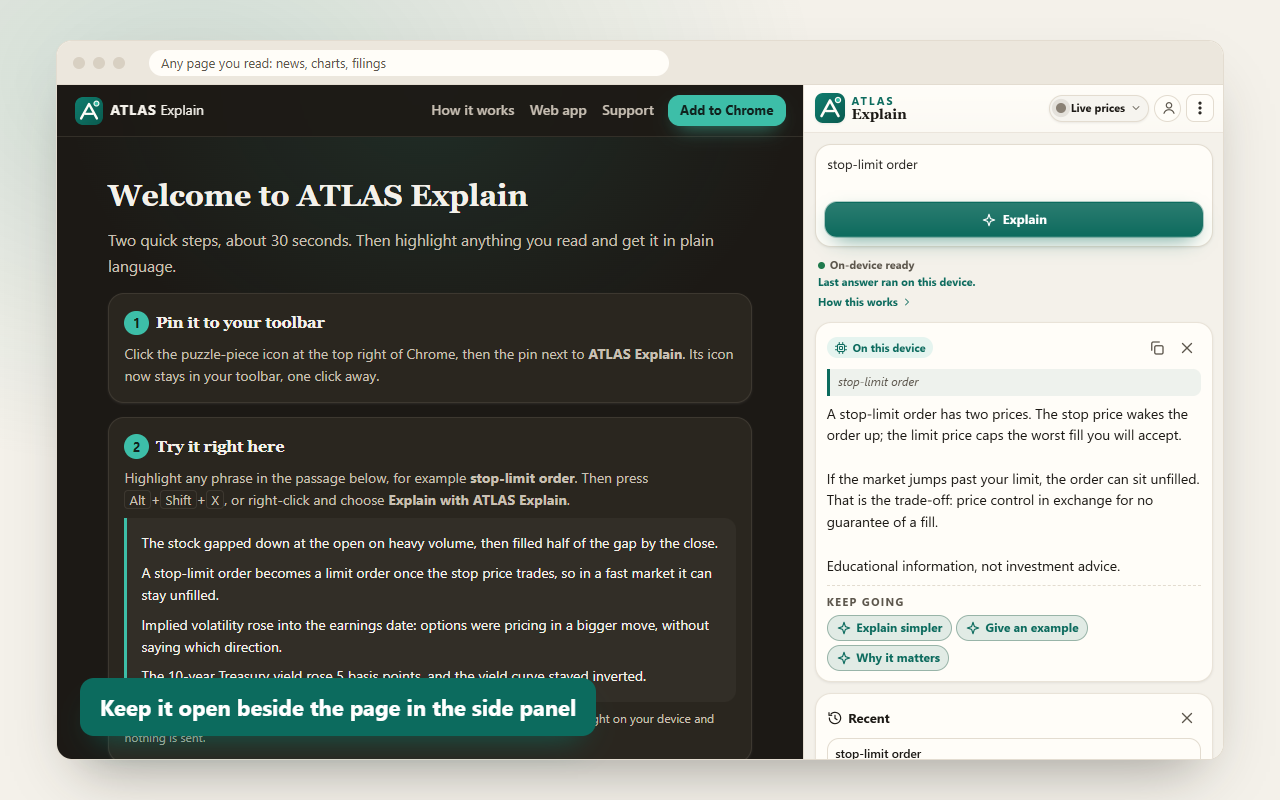 Any page you read: news, charts, filings
ATLAS Explain
How it works
Web app
Support
Add to Chrome
Welcome to ATLAS Explain
Two quick steps, about 30 seconds. Then highlight anything you read and get it in plain
language.
1 Pin it to your toolbar
Click the puzzle-piece icon at the top right of Chrome, then the pin next to ATLAS Explain. Its icon
now stays in your toolbar, one click away.
2 Try it right here
Highlight any phrase in the passage below, for example stop-limit order. Then press
Alt + Shift + X, or right-click and choose Explain with ATLAS Explain.
The stock gapped down at the open on heavy volume, then filled half of the gap by the close.
A stop-limit order becomes a limit order once the stop price trades, so in a fast market it can
stay unfilled.
Implied volatility rose into the earnings date: options were pricing in a bigger move, without
saying which direction.
The 10-year Treasury yield rose 5 basis points, and the yield curve stayed inverted.
Keep it open beside the page in the side panel
on your device and
nothing is sent.
ATLAS
Explain
Live prices
stop-limit order
Explain
On-device ready
Last answer ran on this device.
How this works
On this device
stop-limit order
A stop-limit order has two prices. The stop price wakes the
order up; the limit price caps the worst fill you will accept.
If the market jumps past your limit, the order can sit unfilled.
That is the trade-off: price control in exchange for no
guarantee of a fill.
Educational information, not investment advice.
KEEP GOING
Explain simpler
Give an example
Why it matters
Recent
stop-limit order